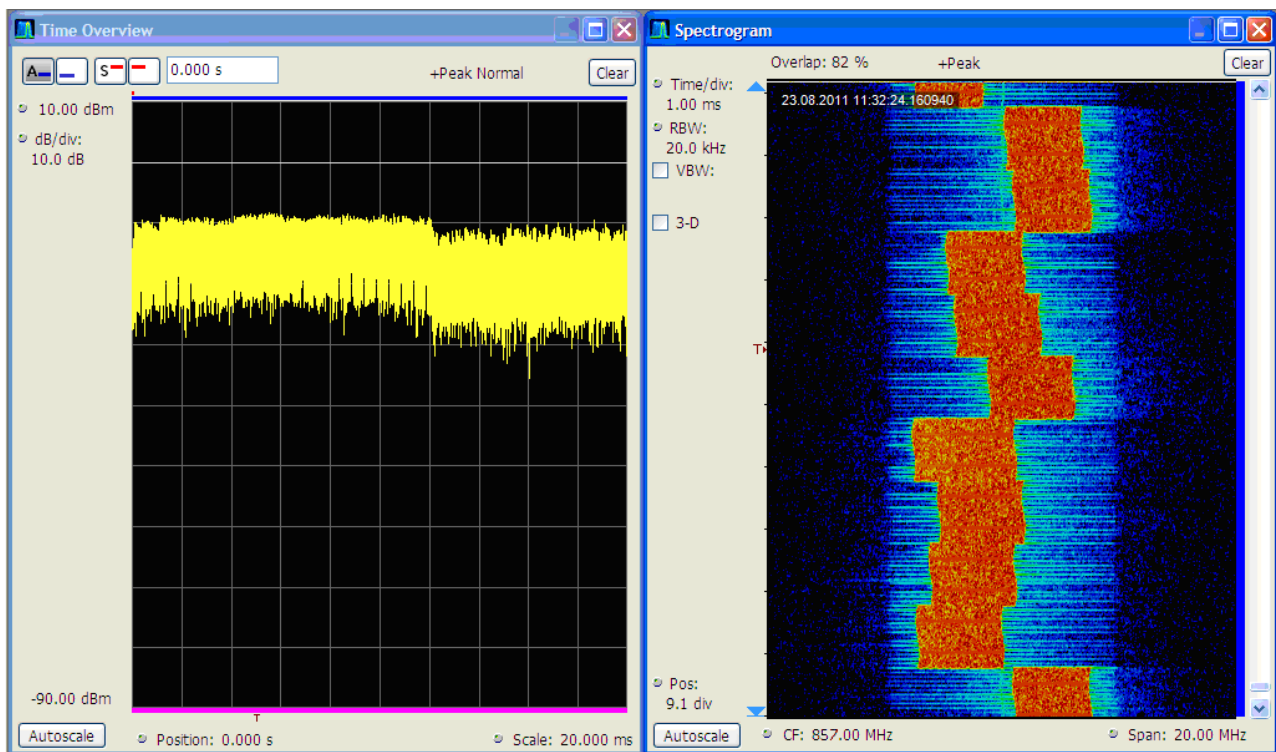 Time Overview
A
S
0.000 s
+Peak Normal
Clear
10.00 dBm
dB/div:
10.0 dB
-90.00 dBm
T
Autoscale
Position: 0.000 s
Scale: 20.000 ms
Spectrogram
Overlap: 82 %
+Peak
Clear
Time/div:
1.00 ms
RBW:
20.0 kHz
VBW:
3-D
23.08.2011 11:32:24.160940
T
Pos:
9.1 div
Autoscale
CF: 857.00 MHz
Span: 20.00 MHz